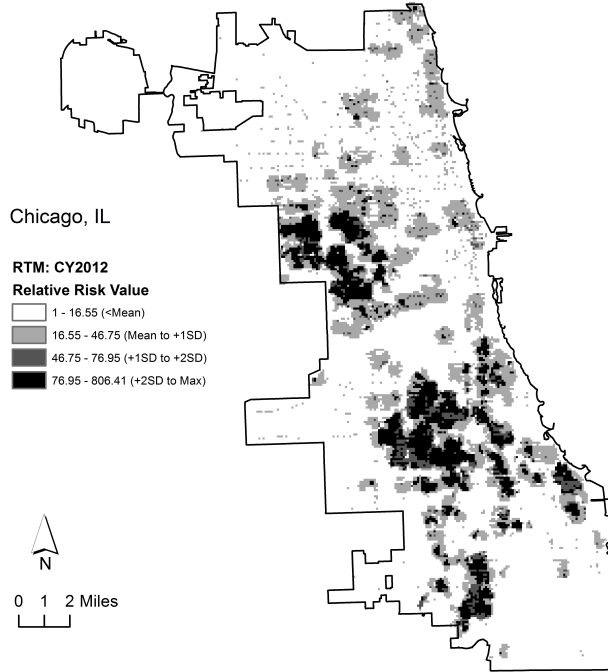 Chicago, IL
RTM: CY2012
Relative Risk Value
1 - 16.55 (<Mean)
16.55 - 46.75 (Mean to +1SD)
46.75 - 76.95 (+1SD to +2SD)
76.95 - 806.41 (+2SD to Max)
N
0 1 2 Miles